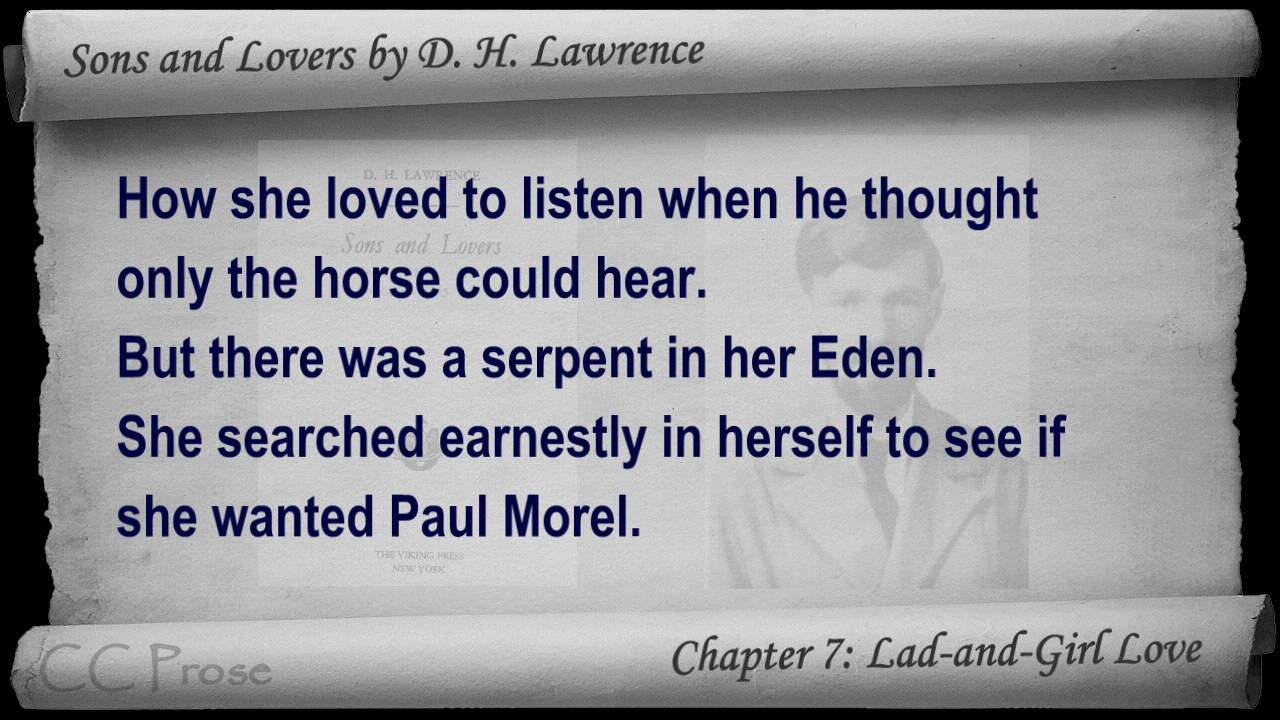 Sons and Lovers by D. H. Lawrence
D. H. LAWRENCE
Sons and Lovers
How she loved to listen when he thought
only the horse could hear.
But there was a serpent in her Eden.
She searched earnestly in herself to see if
she wanted Paul Morel.
THE VIKING PRESS
NEW YORK
CC Prose
Chapter 7: Lad-and-Girl Love